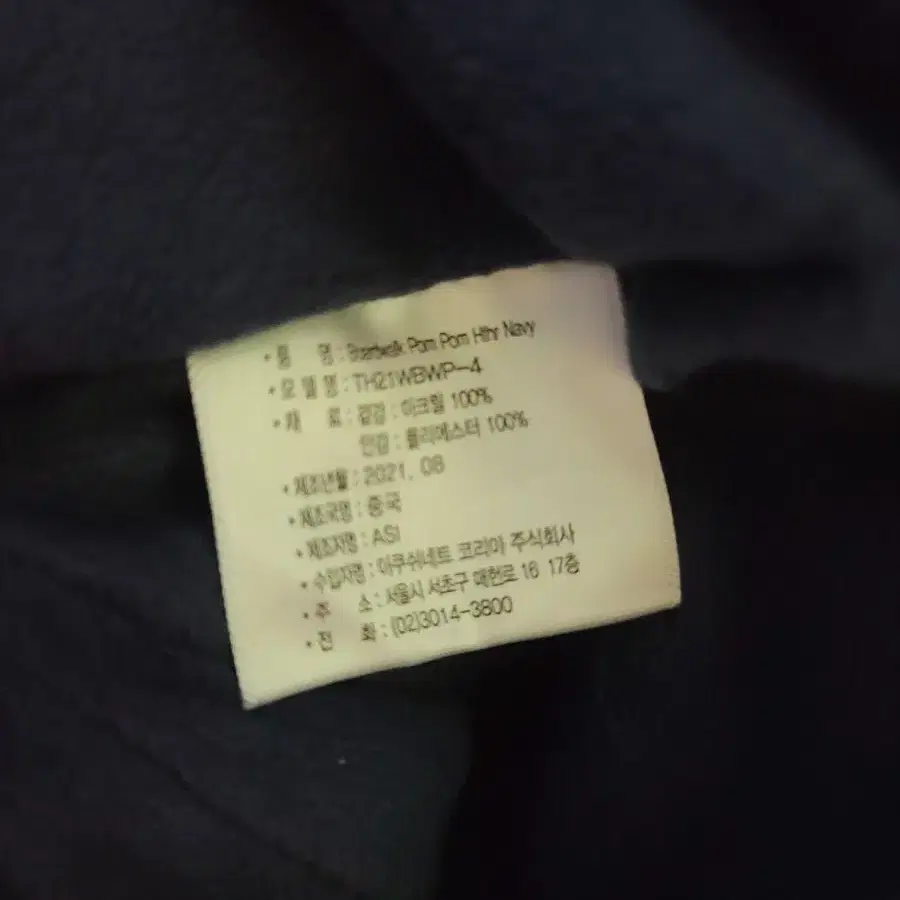 • 품 명 : Boardwalk Pom Pom Hthr Navy
• 모 델 명 : TH21WBWP-4
• 재 료 : 겉감 : 아크릴 100%
안감 : 폴리에스터 100%
• 제조년월 : 2021. 08
• 제조국명 : 중국
• 제조자명 : ASI
• 수입자명 : 아쿠쉬네트 코리아 주식회사
• 주 소 : 서울시 서초구 매헌로 16 17층
• 전 화 : (02)3014-3800